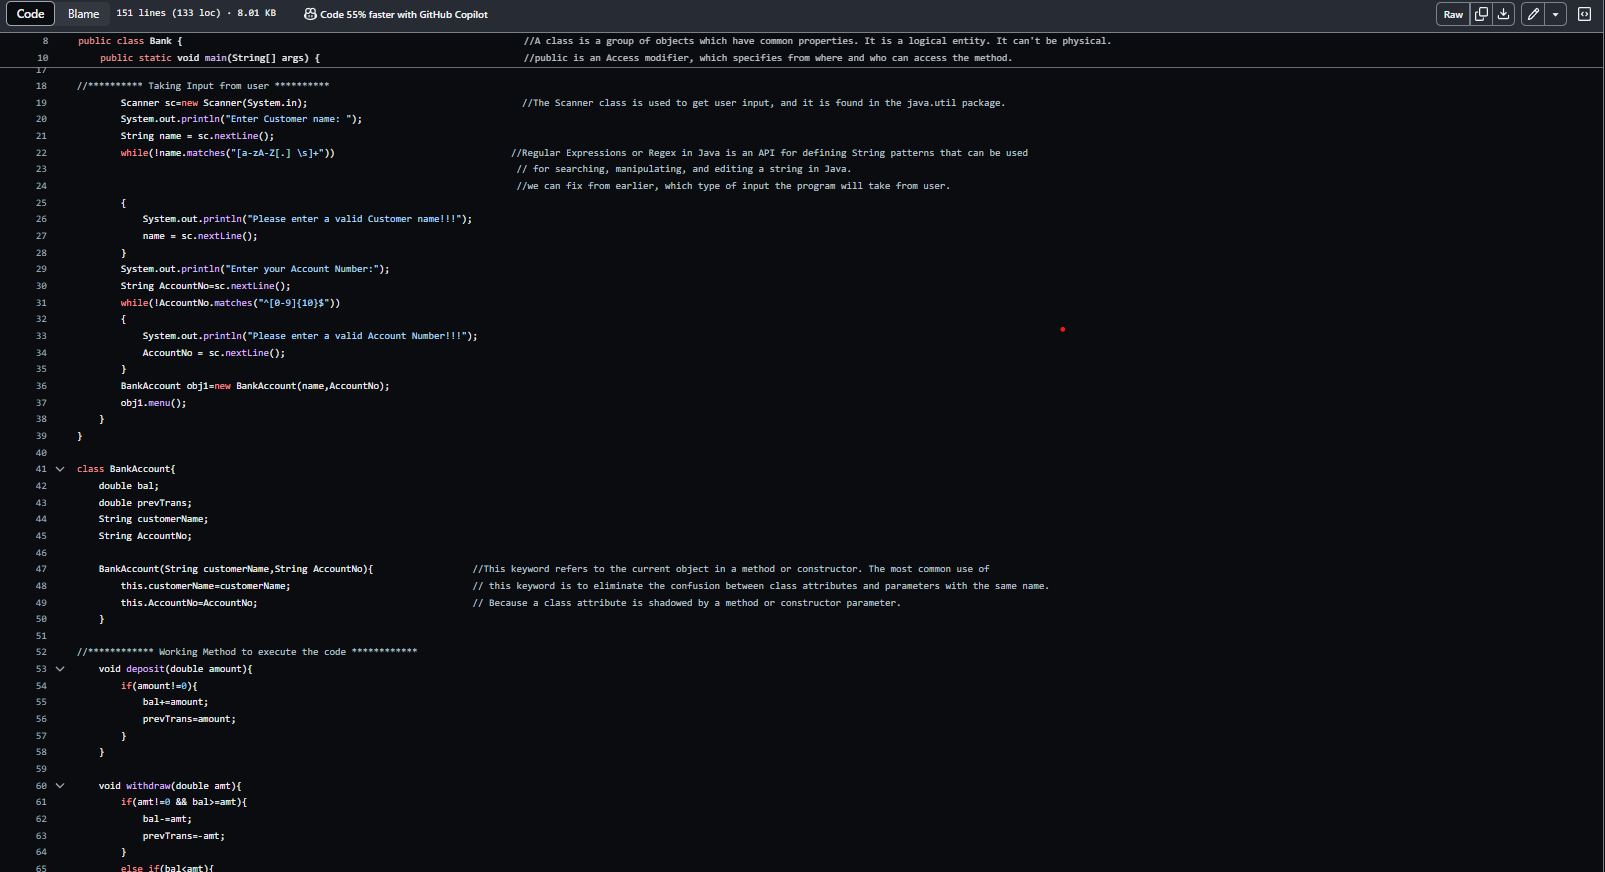 Code Blame 151 lines (133 loc) · 8.01 KB Code 55% faster with GitHub Copilot Raw
8 public class Bank { //A class is a group of objects which have common properties. It is a logical entity. It can't be physical.
10 public static void main(String[] args) { //public is an Access modifier, which specifies from where and who can access the method.
17
18 //********** Taking Input from user **********
19 Scanner sc=new Scanner(System.in); //The Scanner class is used to get user input, and it is found in the java.util package.
20 System.out.println("Enter Customer name: ");
21 String name = sc.nextLine();
22 while(!name.matches("[a-zA-Z[.] \s]+")) //Regular Expressions or Regex in Java is an API for defining String patterns that can be used
23 // for searching, manipulating, and editing a string in Java.
24 //we can fix from earlier, which type of input the program will take from user.
25 {
26 System.out.println("Please enter a valid Customer name!!!");
27 name = sc.nextLine();
28 }
29 System.out.println("Enter your Account Number:");
30 String AccountNo=sc.nextLine();
31 while(!AccountNo.matches("^[0-9]{10}$"))
32 {
33 System.out.println("Please enter a valid Account Number!!!");
34 AccountNo = sc.nextLine();
35 }
36 BankAccount obj1=new BankAccount(name,AccountNo);
37 obj1.menu();
38 }
39 }
40
41 class BankAccount{
42 double bal;
43 double prevTrans;
44 String customerName;
45 String AccountNo;
46
47 BankAccount(String customerName,String AccountNo){ //This keyword refers to the current object in a method or constructor. The most common use of
48 this.customerName=customerName; // this keyword is to eliminate the confusion between class attributes and parameters with the same name.
49 this.AccountNo=AccountNo; // Because a class attribute is shadowed by a method or constructor parameter.
50 }
51
52 //************ Working Method to execute the code ************
53 void deposit(double amount){
54 if(amount!=0){
55 bal+=amount;
56 prevTrans=amount;
57 }
58 }
59
60 void withdraw(double amt){
61 if(amt!=0 && bal>=amt){
62 bal-=amt;
63 prevTrans=-amt;
64 }
65 else if(bal<amt){